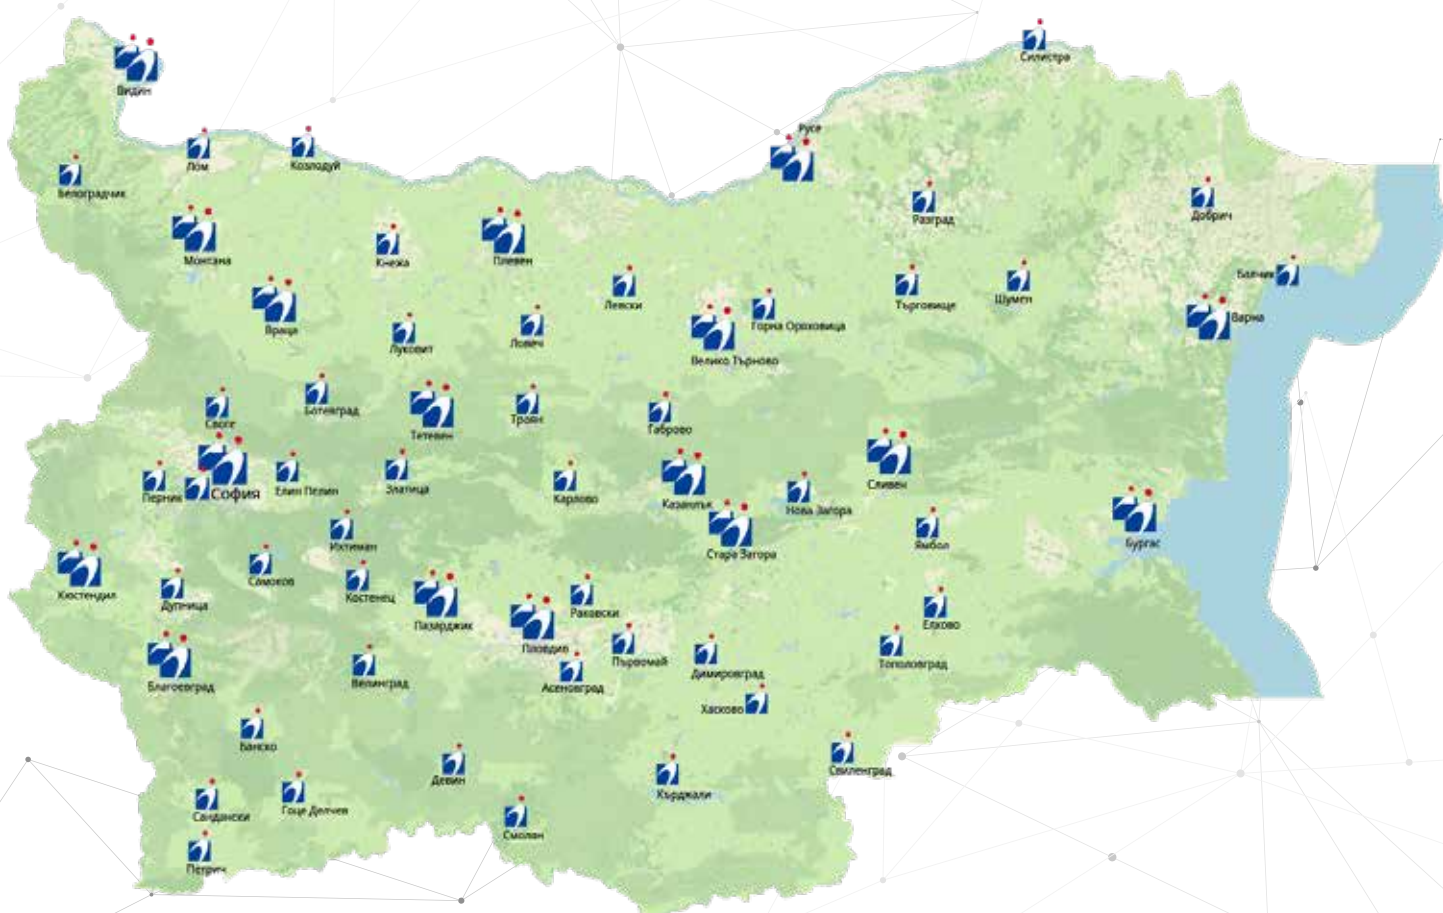 Силистра
Видин
Русе
Лом
Козлодуй
Белоградчик
Разград
Добрич
Монтана
Кнежа
Плевен
Балчик
Левски
Търговище
Шумен
Враца
Варна
Горна Оряховица
Луковит
Ловеч
Велико Търново
Ботевград
Своге
Троян
Габрово
Тетевен
Сливен
Перник
София
Елин Пелин
Златица
Карлово
Казанлък
Нова Загора
Ихтиман
Стара Загора
Ямбол
Бургас
Кюстендил
Дупница
Самоков
Костенец
Раковски
Пазарджик
Елхово
Пловдив
Първомай
Тополовград
Благоевград
Велинград
Асеновград
Димировград
Хасково
Банско
Свиленград
Девин
Кърджали
Сандански
Гоце Делчев
Смолян
Петрич